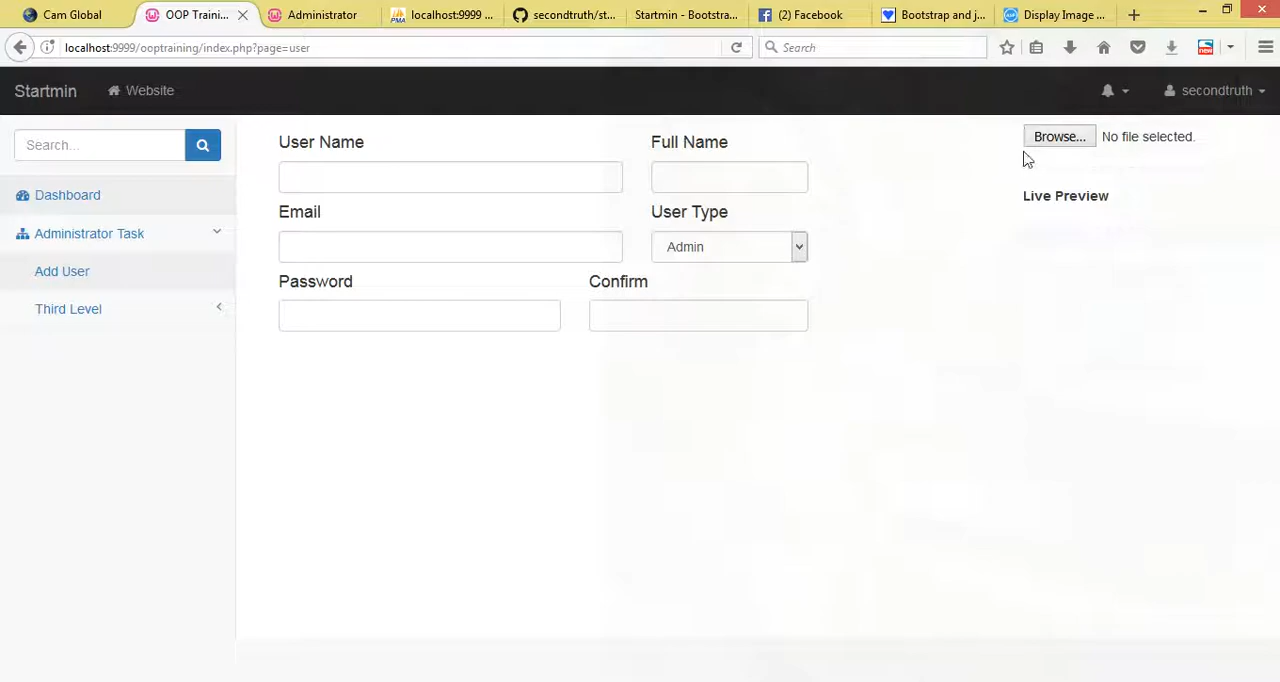 Cam Global
OOP Traini...
Administrator
localhost:9999 ...
secondtruth/st...
Startmin - Bootstra...
(2) Facebook
Bootstrap and j...
Display Image ...
localhost:9999/ooptraining/index.php?page=user
Search
Startmin
Website
secondtruth
Search...
Dashboard
Administrator Task
Add User
Third Level
User Name
Full Name
Email
User Type
Admin
Password
Confirm
Browse...
No file selected.
Live Preview